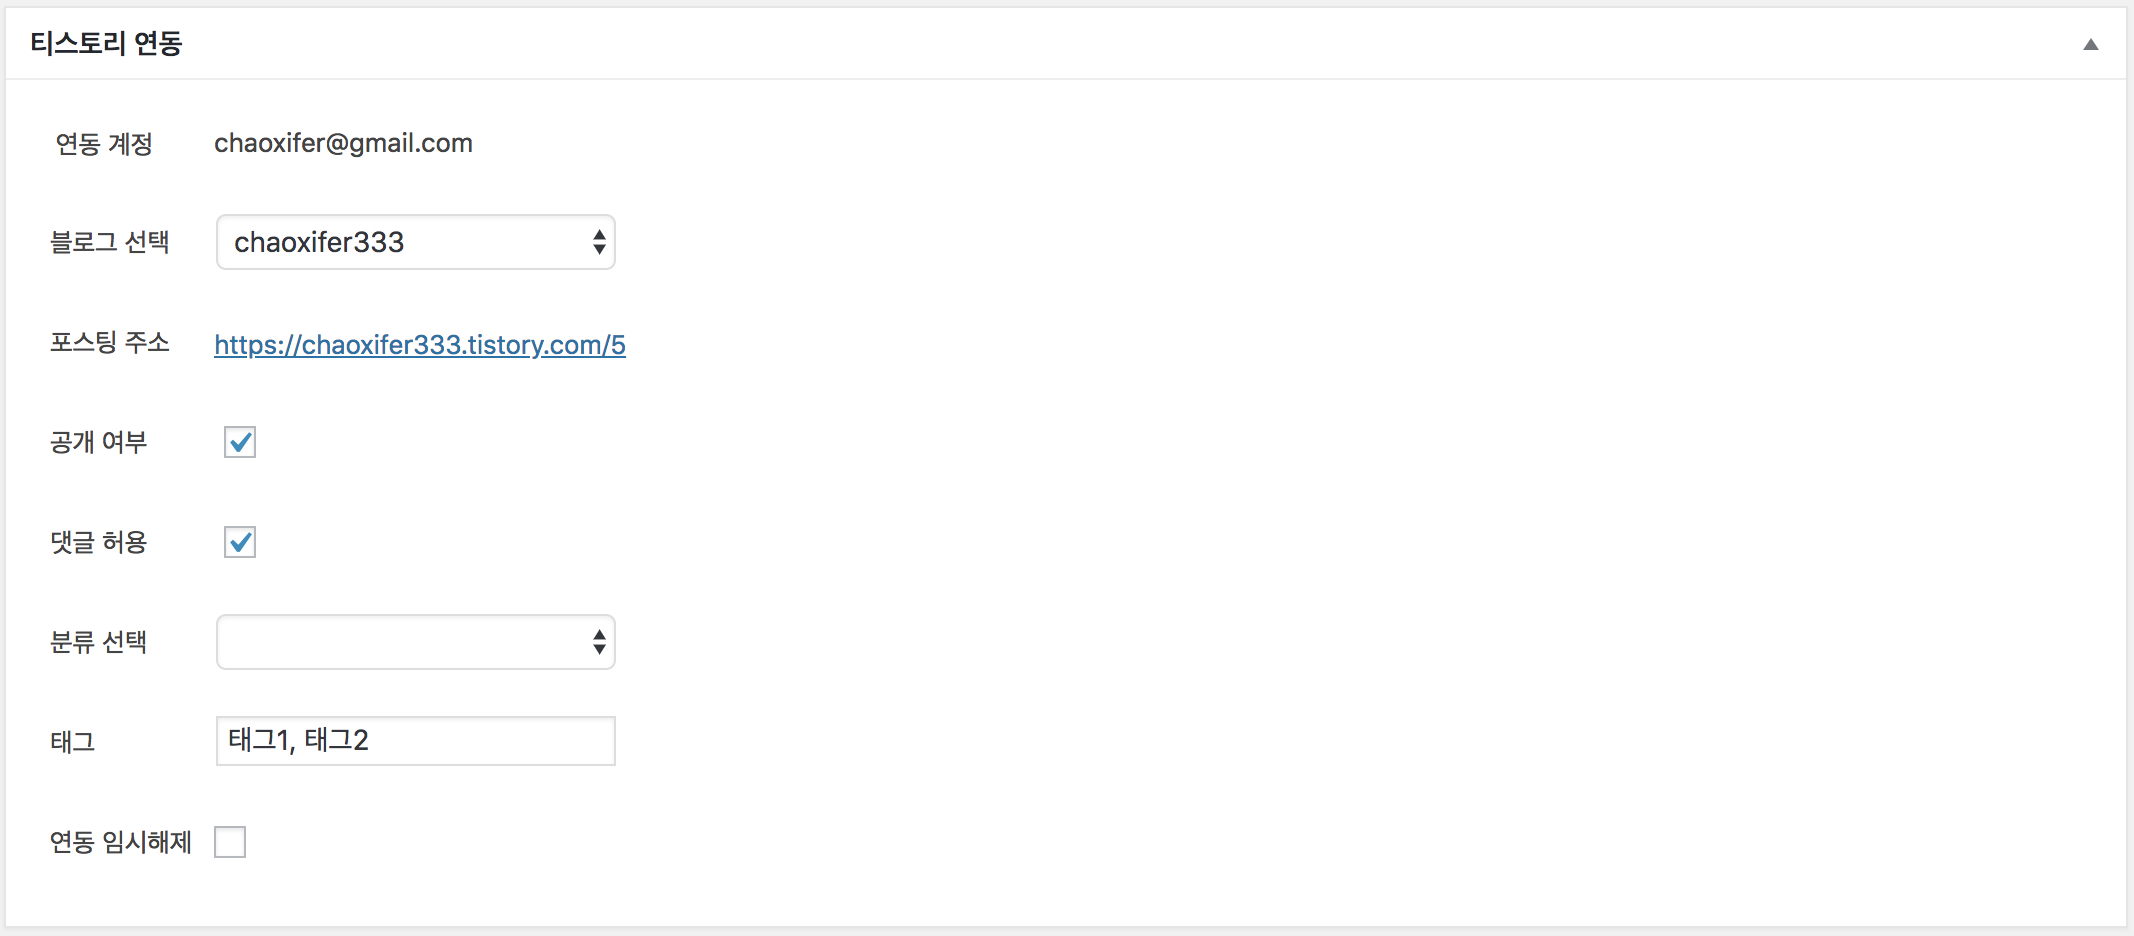 티스토리 연동
연동 계정 chaoxifer@gmail.com
블로그 선택 chaoxifer333
포스팅 주소 https://chaoxifer333.tistory.com/5
공개 여부
댓글 허용
분류 선택
태그 태그1, 태그2
연동 임시해제